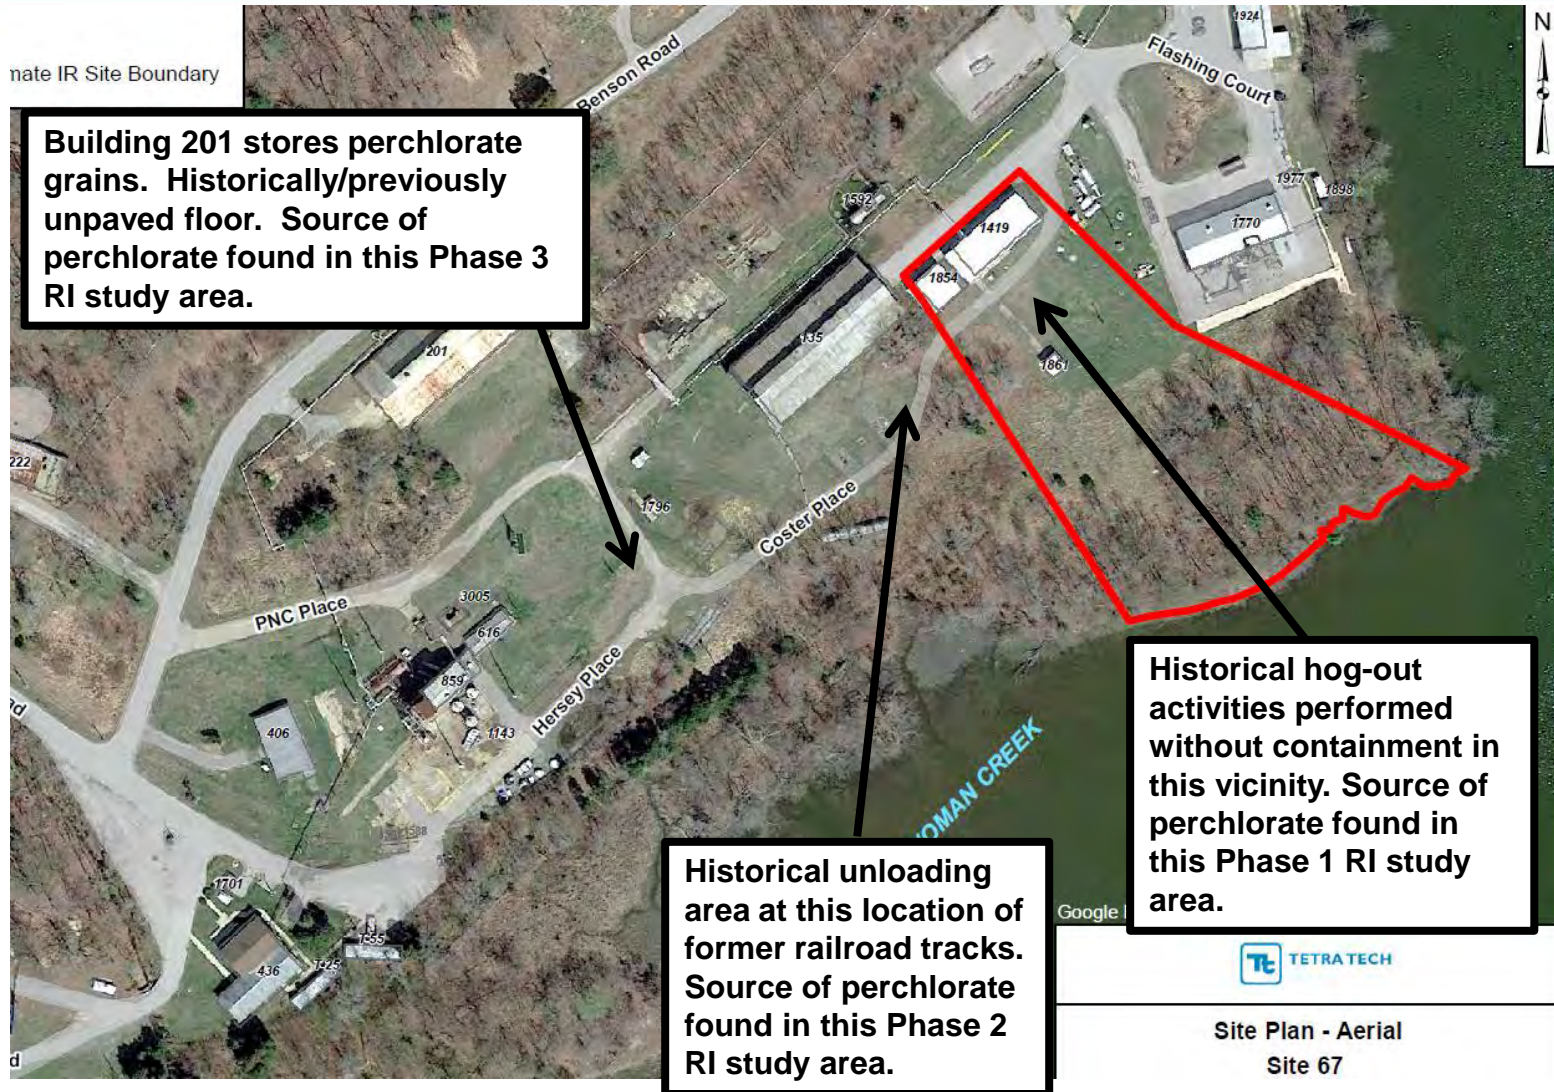 mate IR Site Boundary
N
Building 201 stores perchlorate
grains. Historically/previously
unpaved floor. Source of
perchlorate found in this Phase 3
RI study area.
Benson Road
Flashing Court
1924
1977
1898
1770
1592
1419
1854
135
1861
201
222
1796
Coster Place
PNC Place
3005
616
859
1143
Hersey Place
406
1701
436
T-25
T-55
OMAN CREEK
Historical unloading
area at this location of
former railroad tracks.
Source of perchlorate
found in this Phase 2
RI study area.
Historical hog-out
activities performed
without containment in
this vicinity. Source of
perchlorate found in
this Phase 1 RI study
area.
Google
TETRA TECH
Site Plan - Aerial
Site 67